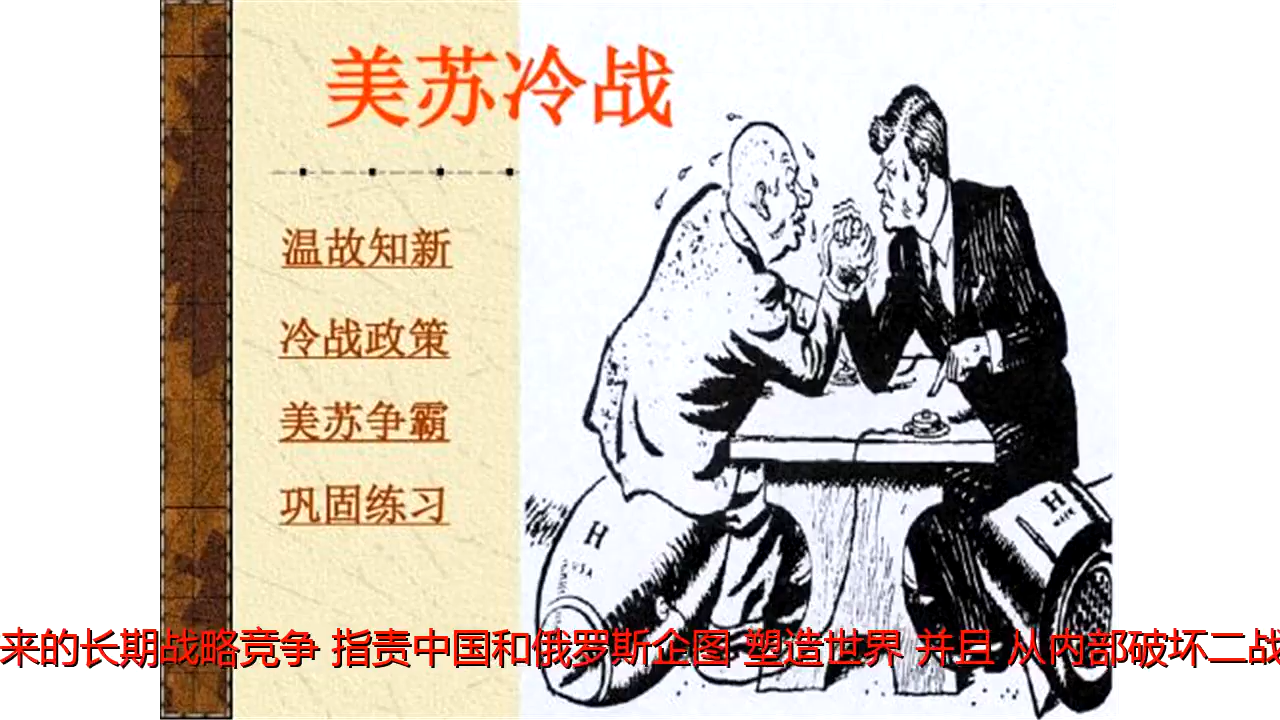 美苏冷战
温故知新
冷战政策
美苏争霸
巩固练习
H
USA
H
来的长期战略竞争 指责中国和俄罗斯企图 塑造世界 并且 从内部破坏二战